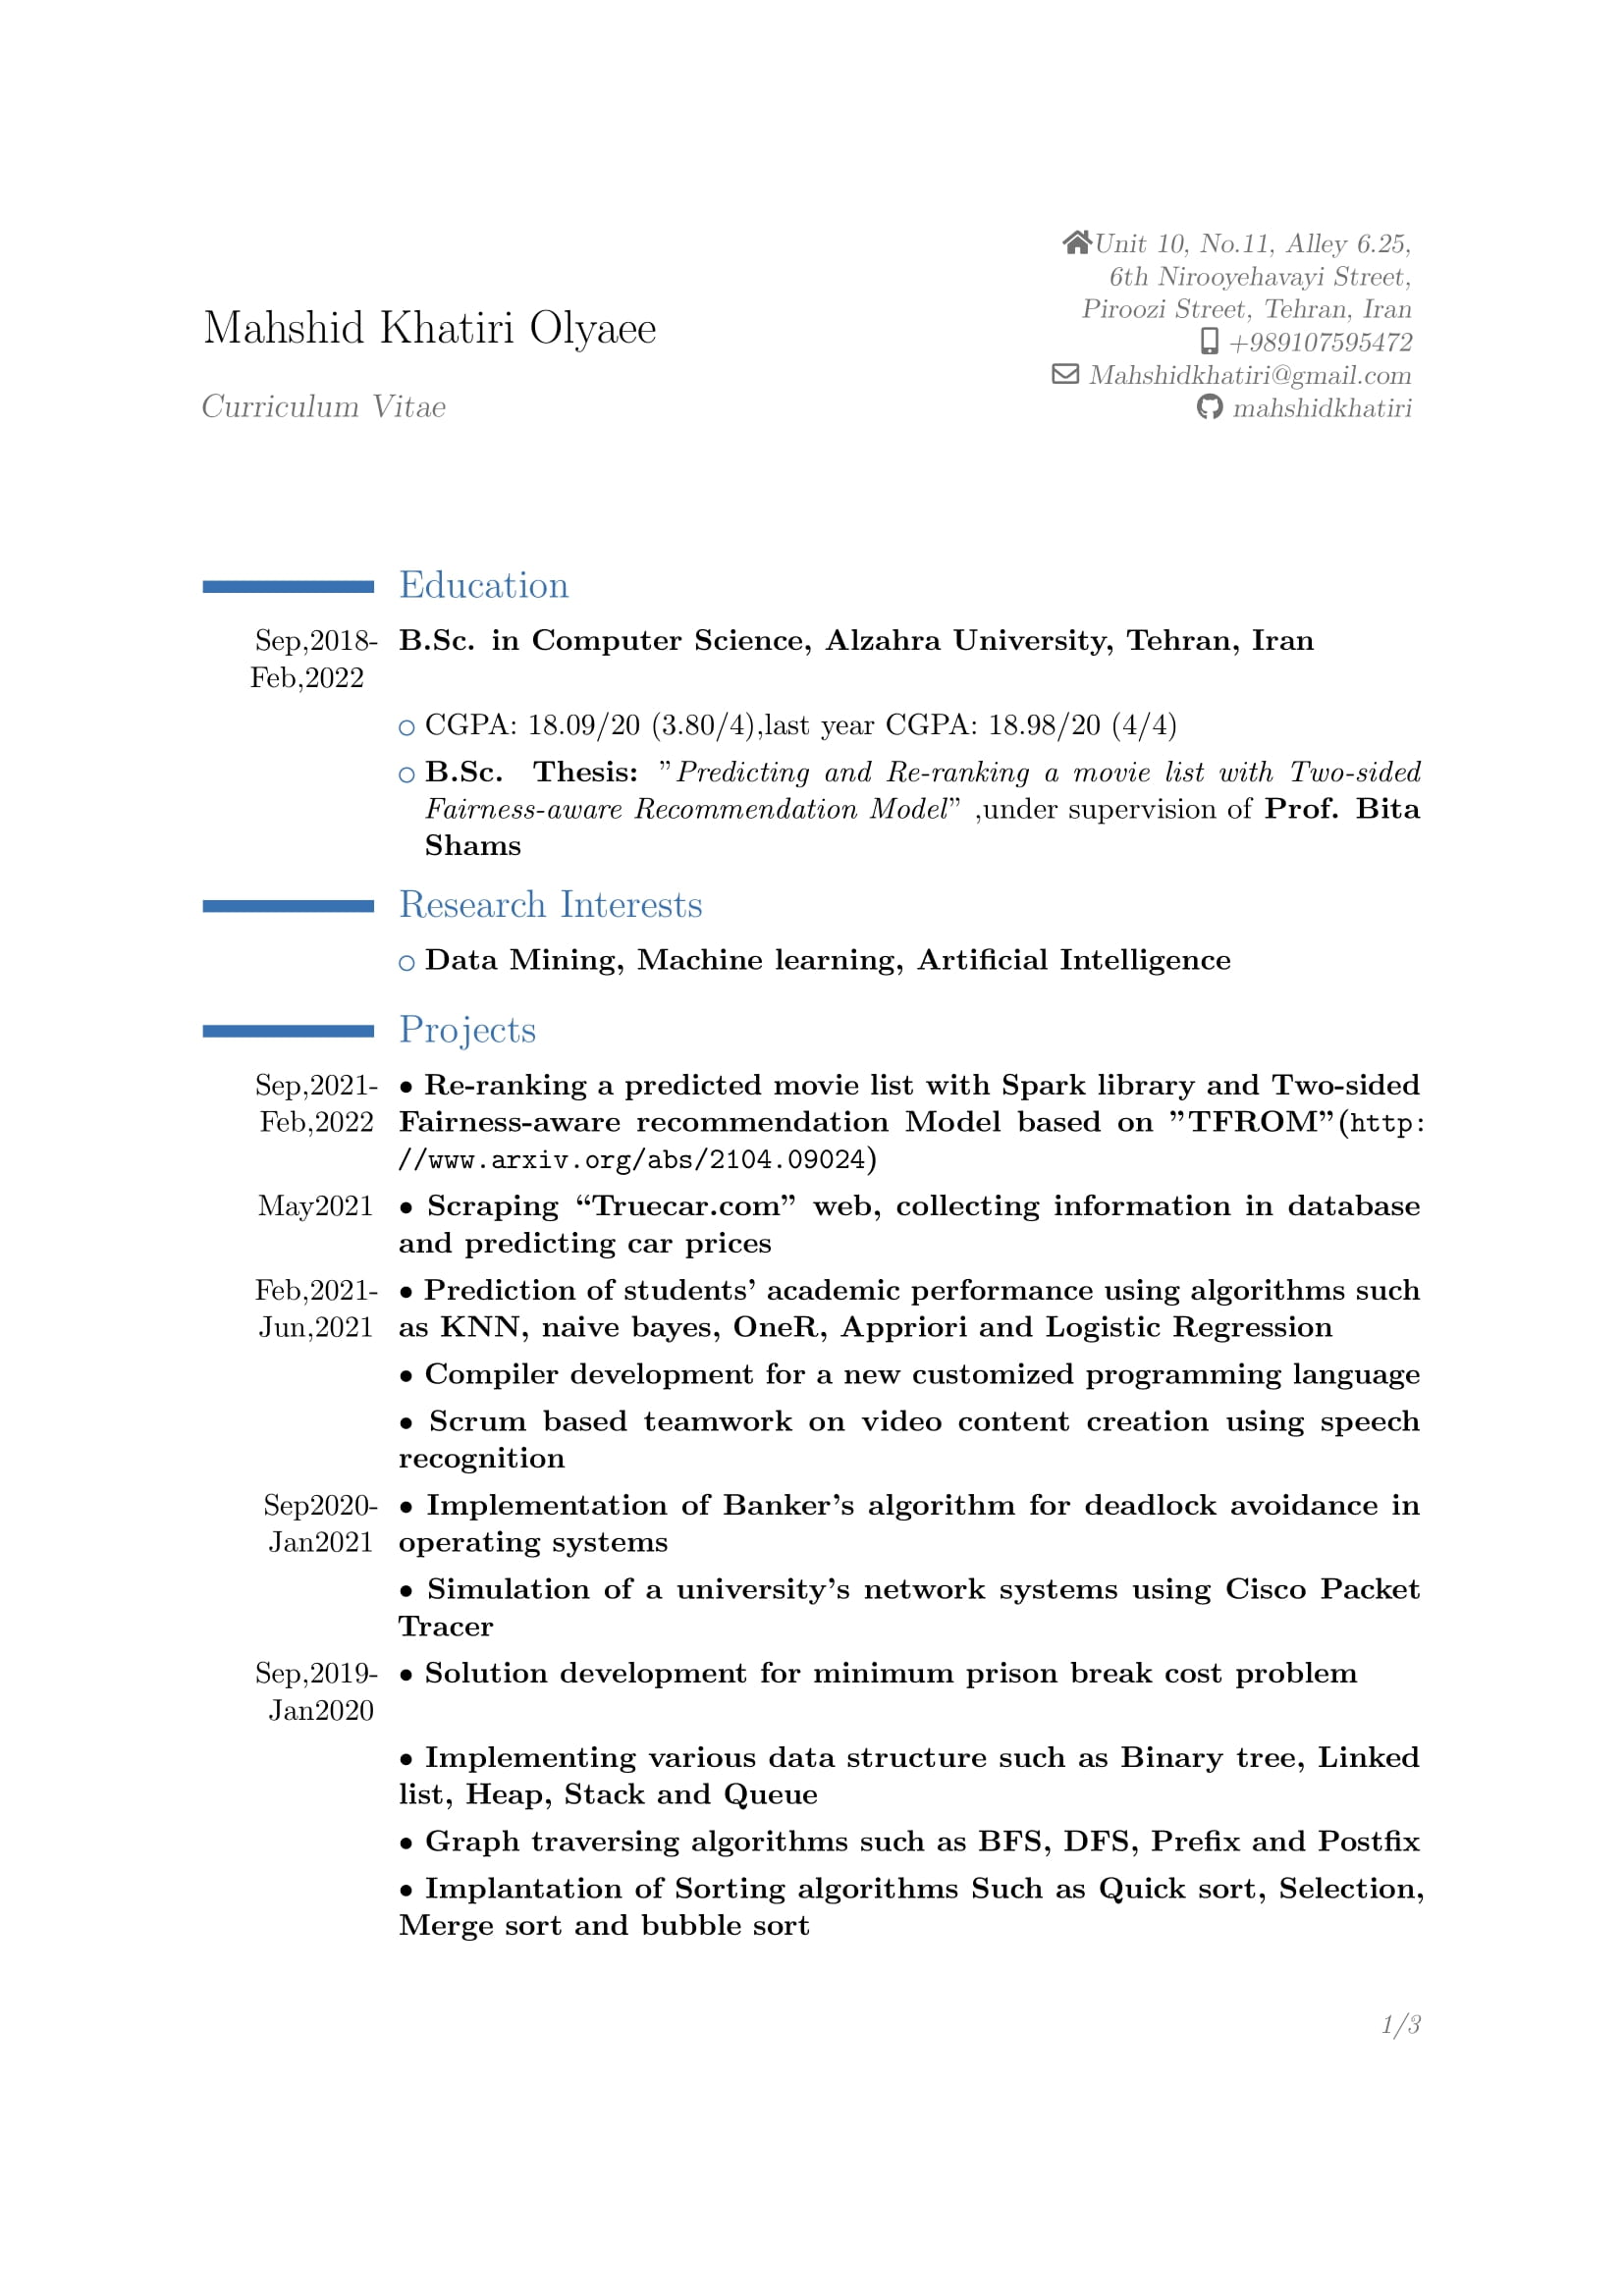 Mahshid Khatiri Olyaee
Curriculum Vitae
Unit 10, No.11, Alley 6.25,
6th Nirooyehavayi Street,
Piroozi Street, Tehran, Iran
+989107595472
Mahshidkhatiri@gmail.com
mahshidkhatiri
Education
Sep,2018- B.Sc. in Computer Science, Alzahra University, Tehran, Iran
Feb,2022
○ CGPA: 18.09/20 (3.80/4),last year CGPA: 18.98/20 (4/4)
○ B.Sc. Thesis: ”Predicting and Re-ranking a movie list with Two-sided
Fairness-aware Recommendation Model” ,under supervision of Prof. Bita
Shams
Research Interests
○ Data Mining, Machine learning, Artificial Intelligence
Projects
Sep,2021- • Re-ranking a predicted movie list with Spark library and Two-sided
Feb,2022 Fairness-aware recommendation Model based on ”TFROM”(http:
//www.arxiv.org/abs/2104.09024)
May2021 • Scraping “Truecar.com” web, collecting information in database
and predicting car prices
Feb,2021- • Prediction of students’ academic performance using algorithms such
Jun,2021 as KNN, naive bayes, OneR, Appriori and Logistic Regression
• Compiler development for a new customized programming language
• Scrum based teamwork on video content creation using speech
recognition
Sep2020- • Implementation of Banker’s algorithm for deadlock avoidance in
Jan2021 operating systems
• Simulation of a university’s network systems using Cisco Packet
Tracer
Sep,2019- • Solution development for minimum prison break cost problem
Jan2020
• Implementing various data structure such as Binary tree, Linked
list, Heap, Stack and Queue
• Graph traversing algorithms such as BFS, DFS, Prefix and Postfix
• Implantation of Sorting algorithms Such as Quick sort, Selection,
Merge sort and bubble sort
1/3